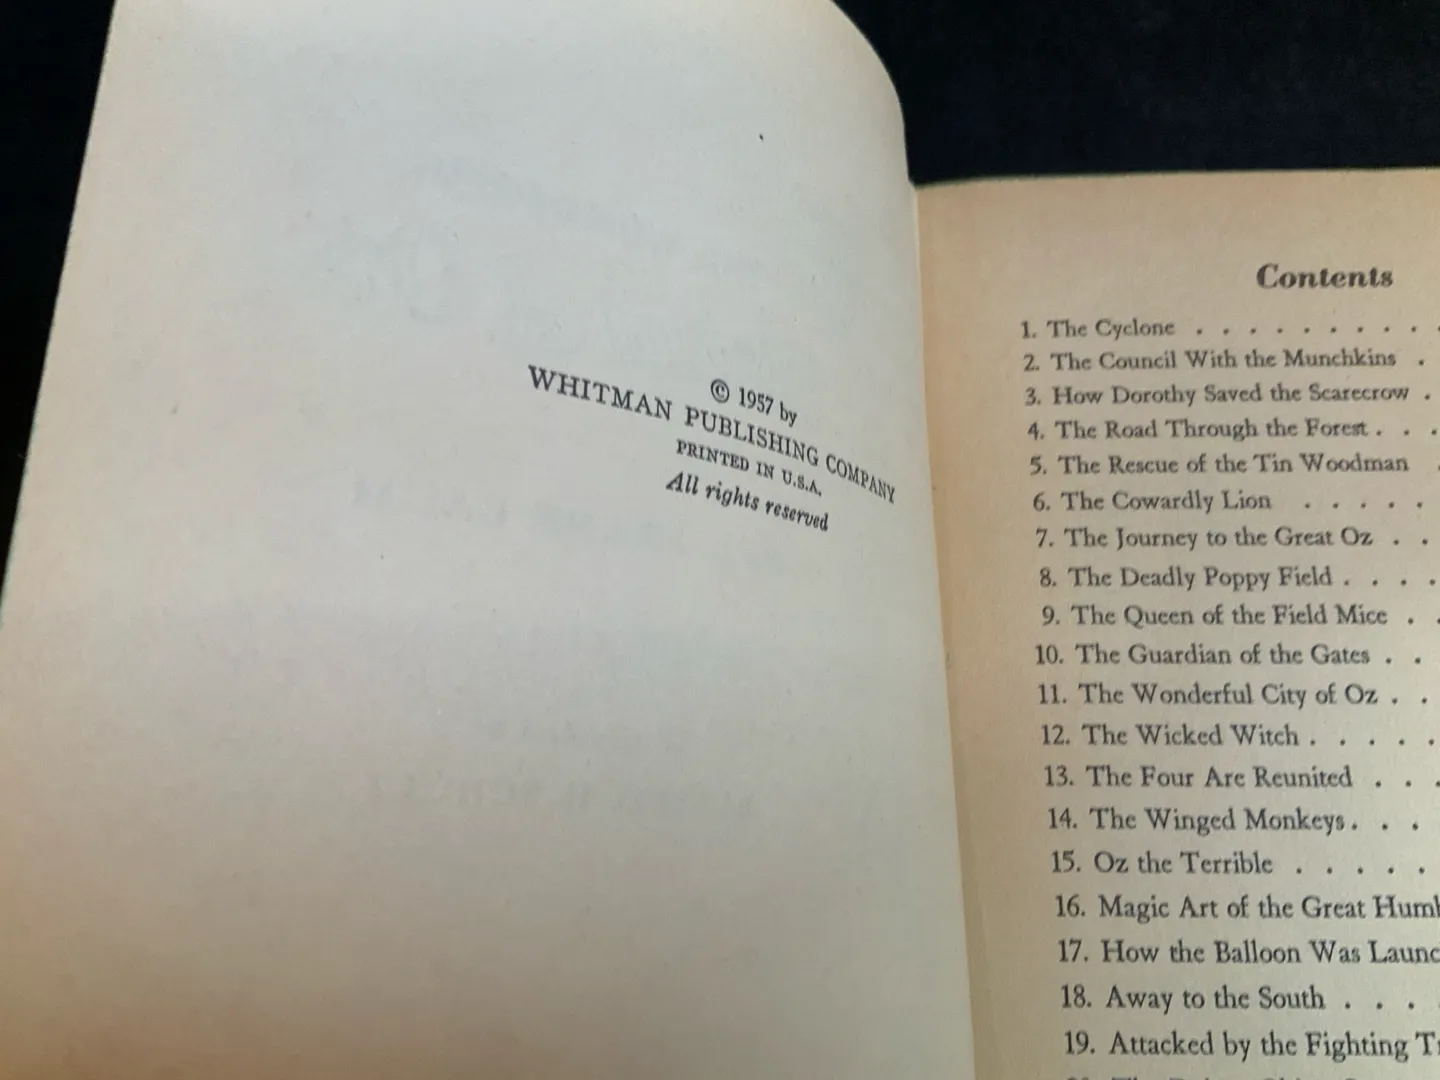 © 1957 by
WHITMAN PUBLISHING COMPANY
PRINTED IN U.S.A.
All rights reserved
Contents
1. The Cyclone . . . . . . . . . .
2. The Council With the Munchkins .
3. How Dorothy Saved the Scarecrow .
4. The Road Through the Forest . . .
5. The Rescue of the Tin Woodman
6. The Cowardly Lion . . . . .
7. The Journey to the Great Oz . .
8. The Deadly Poppy Field . . . .
9. The Queen of the Field Mice . .
10. The Guardian of the Gates . .
11. The Wonderful City of Oz . .
12. The Wicked Witch . . . . .
13. The Four Are Reunited . . .
14. The Winged Monkeys . . .
15. Oz the Terrible . . . . .
16. Magic Art of the Great
17. How the Balloon Was
18. Away to the South . . .
19. Attacked by the Fighting